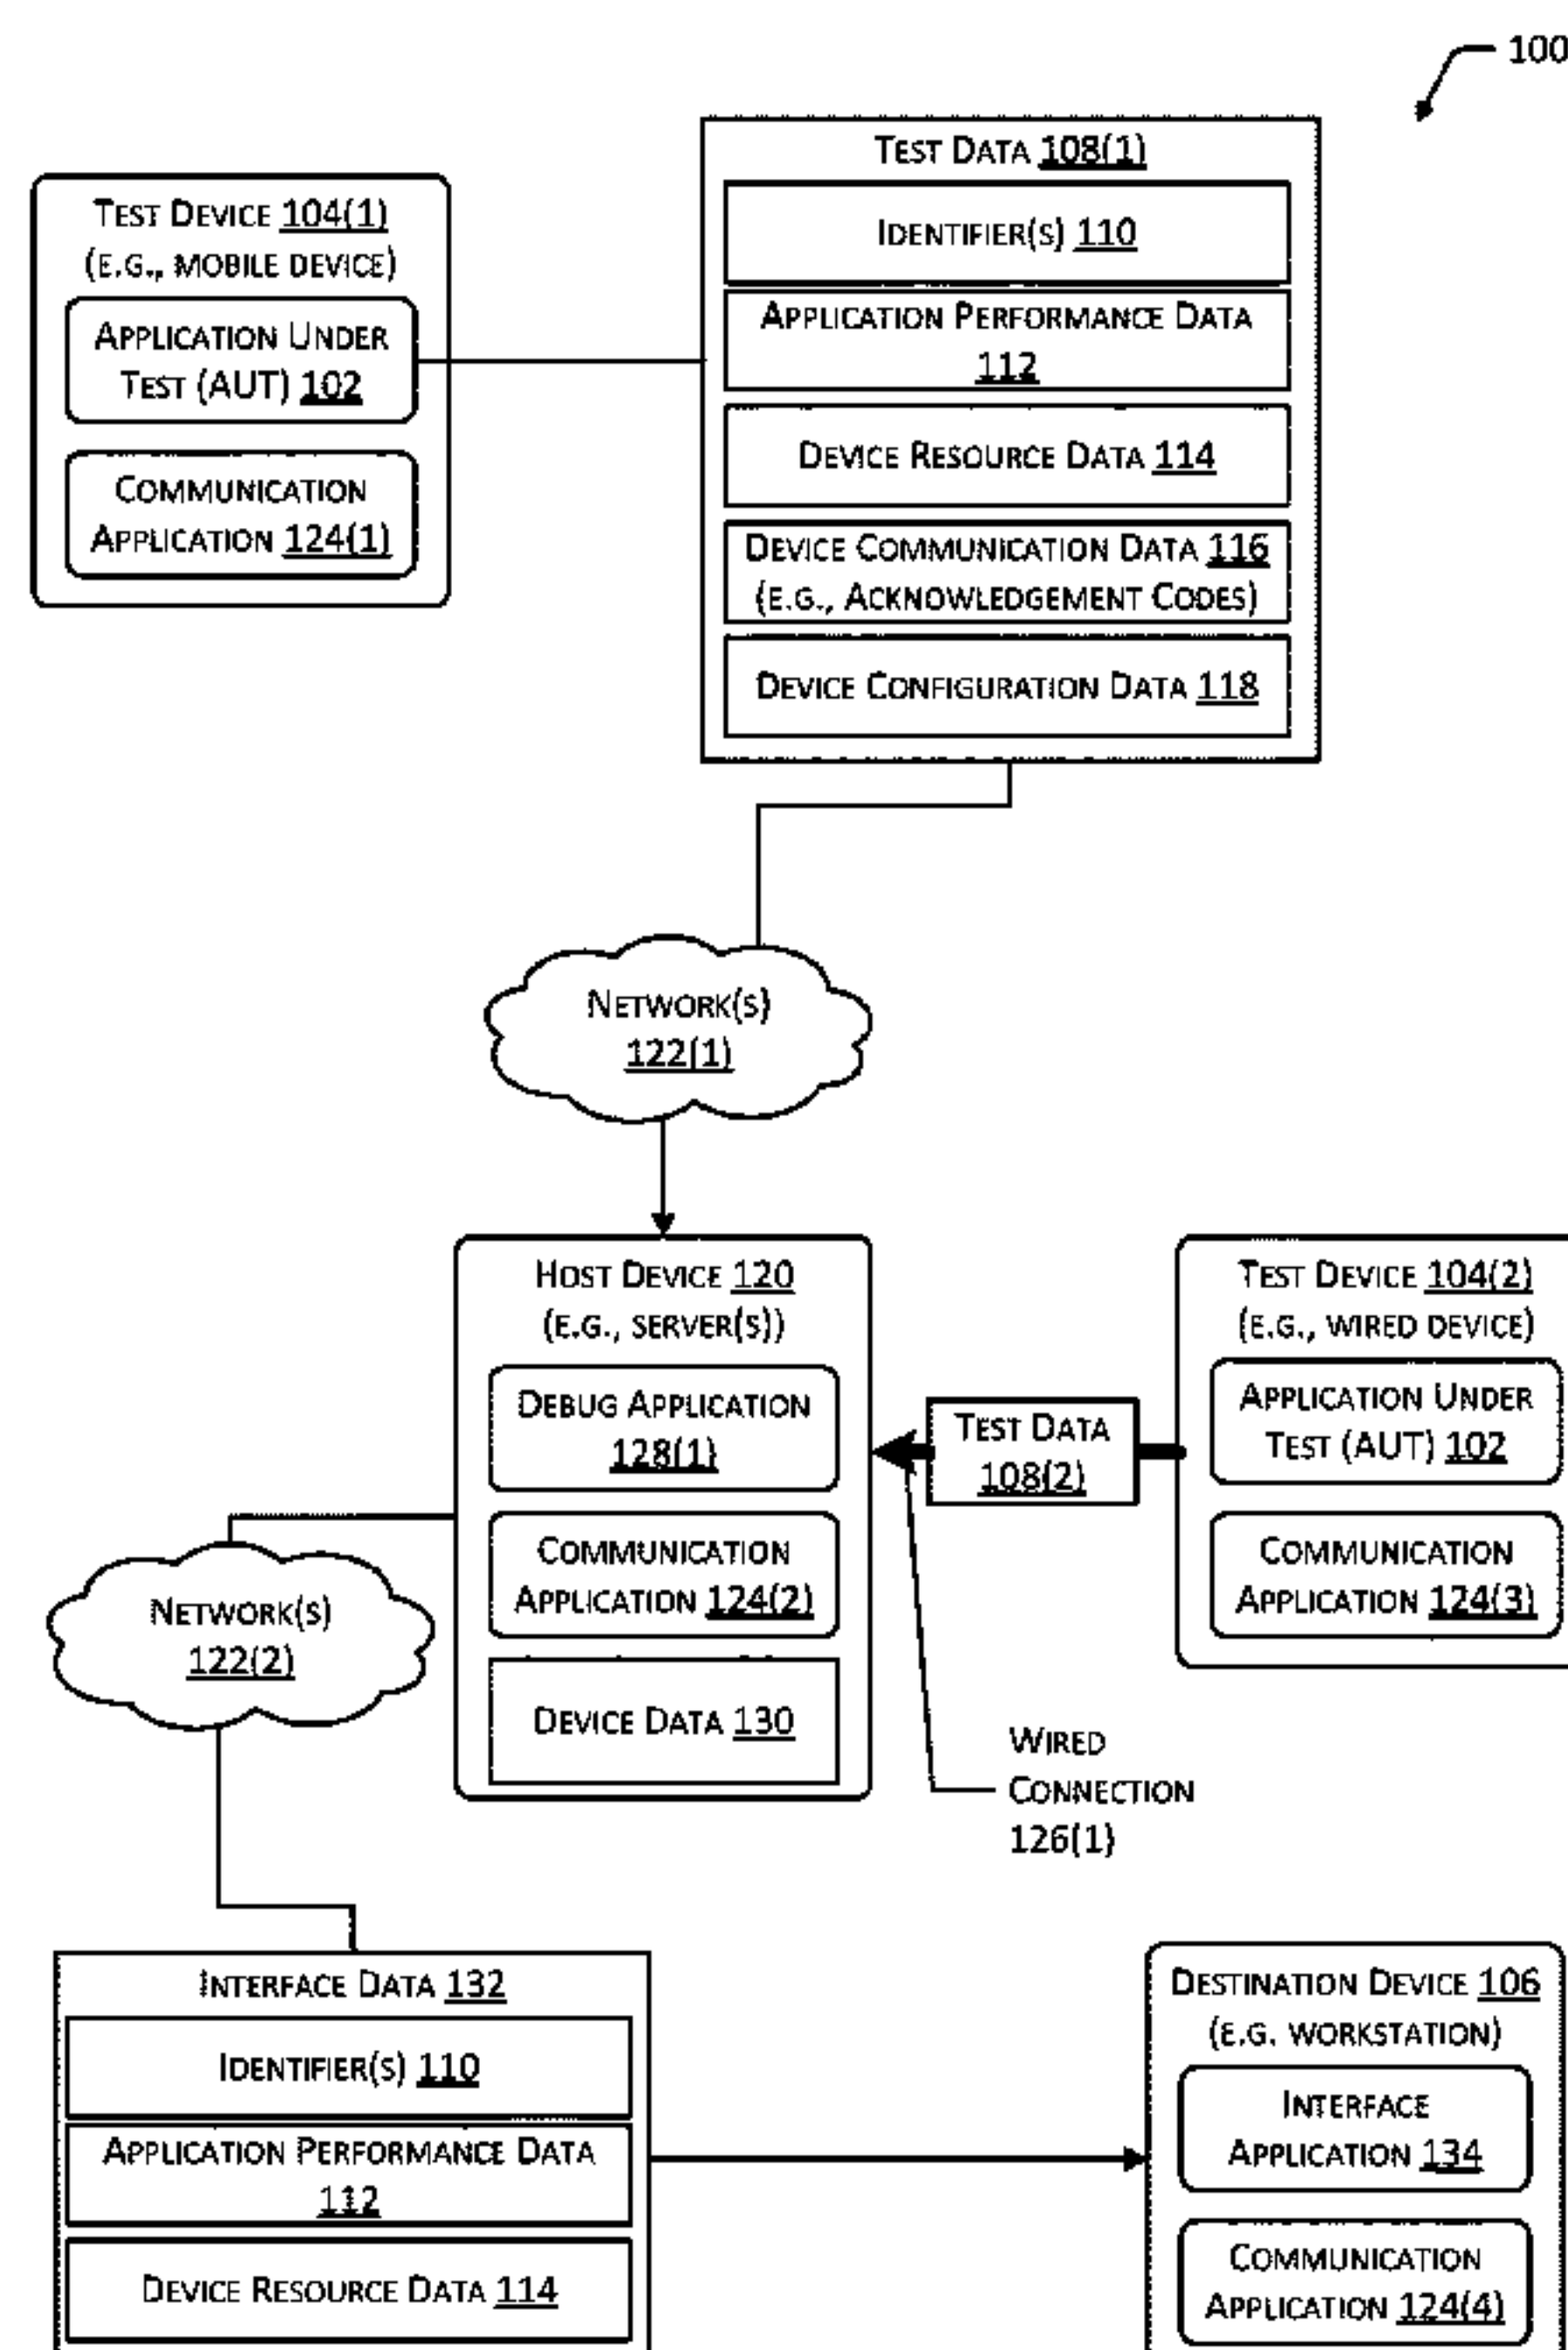 100
TEST DATA 108(1)
IDENTIFIER(S) 110
APPLICATION PERFORMANCE DATA
112
DEVICE RESOURCE DATA 114
DEVICE COMMUNICATION DATA 116
(E.G., ACKNOWLEDGEMENT CODES)
DEVICE CONFIGURATION DATA 118
TEST DEVICE 104(1)
(E.G., MOBILE DEVICE)
APPLICATION UNDER
TEST (AUT) 102
COMMUNICATION
APPLICATION 124(1)
NETWORK(S)
122(1)
HOST DEVICE 120
(E.G., SERVER(S))
DEBUG APPLICATION
128(1)
COMMUNICATION
APPLICATION 124(2)
DEVICE DATA 130
TEST DATA
108(2)
TEST DEVICE 104(2)
(E.G., WIRED DEVICE)
APPLICATION UNDER
TEST (AUT) 102
COMMUNICATION
APPLICATION 124(3)
WIRED
CONNECTION
126(1)
NETWORK(S)
122(2)
INTERFACE DATA 132
IDENTIFIER(S) 110
APPLICATION PERFORMANCE DATA
112
DEVICE RESOURCE DATA 114
DESTINATION DEVICE 106
(E.G. WORKSTATION)
INTERFACE
APPLICATION 134
COMMUNICATION
APPLICATION 124(4)